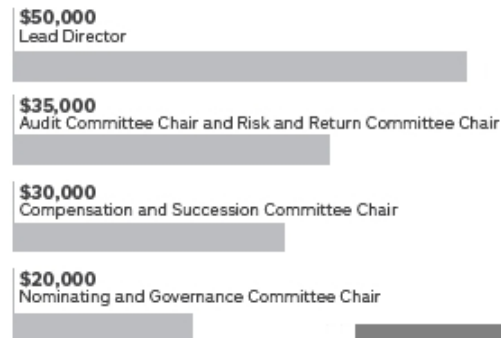 $50,000
Lead Director
$35,000
Audit Committee Chair and Risk and Return Committee Chair
$30,000
Compensation and Succession Committee Chair
$20,000
Nominating and Governance Committee Chair